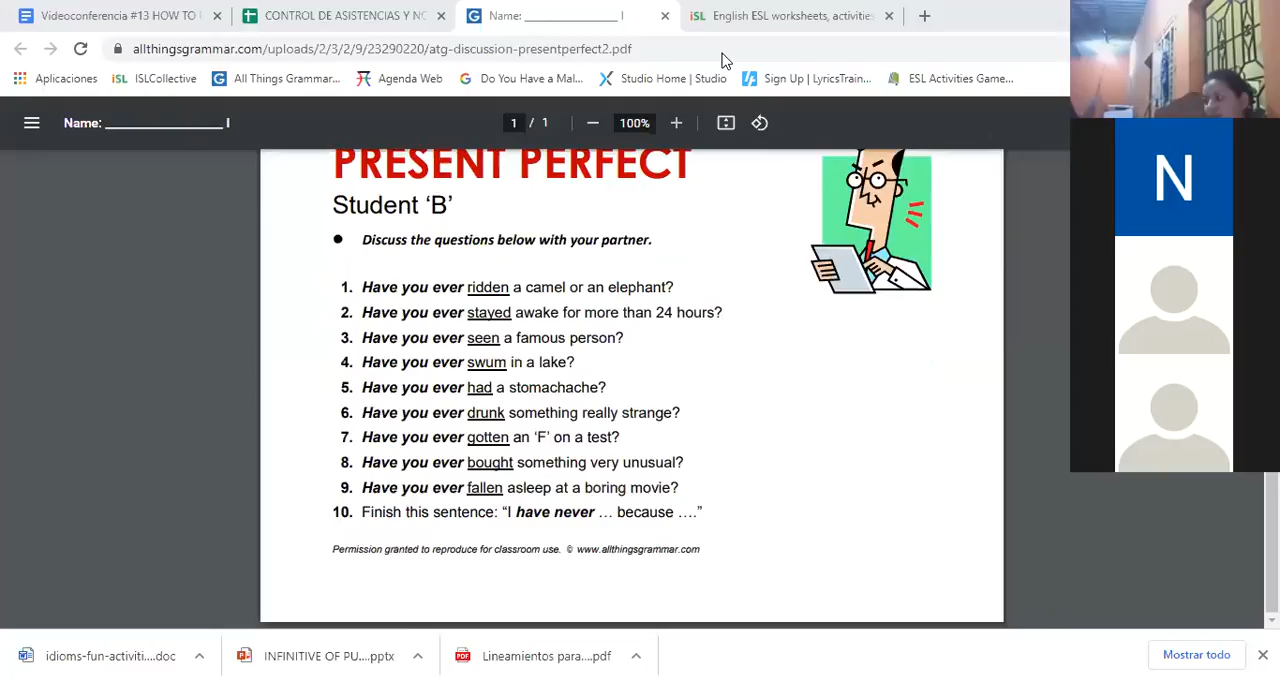 Videoconferencia #13 HOW TO
CONTROL DE ASISTENCIAS Y NO
Name: ______________ I
English ESL worksheets, activities
allthingsgrammar.com/uploads/2/3/2/9/23290220/atg-discussion-presentperfect2.pdf
Aplicaciones
iSL ISLCollective
All Things Grammar...
Agenda Web
Do You Have a Mal...
Studio Home | Studio
Sign Up | LyricsTrain...
ESL Activities Game...
Name: ______________ I
1 / 1
100%
N
PRESENT PERFECT
Student ‘B’
Discuss the questions below with your partner.
1. Have you ever ridden a camel or an elephant?
2. Have you ever stayed awake for more than 24 hours?
3. Have you ever seen a famous person?
4. Have you ever swum in a lake?
5. Have you ever had a stomachache?
6. Have you ever drunk something really strange?
7. Have you ever gotten an ‘F’ on a test?
8. Have you ever bought something very unusual?
9. Have you ever fallen asleep at a boring movie?
10. Finish this sentence: “I have never … because ….”
Permission granted to reproduce for classroom use. © www.allthingsgrammar.com
idioms-fun-activiti....doc
INFINITIVE OF PU....pptx
Lineamientos para....pdf
Mostrar todo